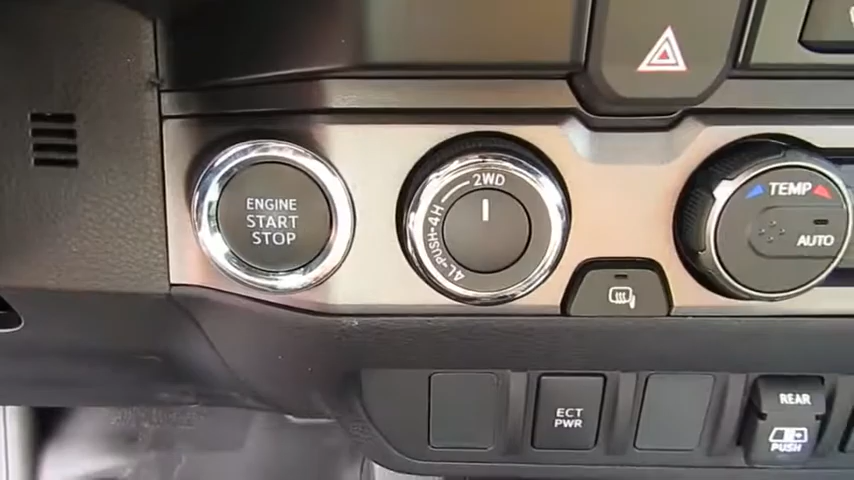 ENGINE
START
STOP
2WD
4L-PUSH-4H
TEMP
AUTO
ECT
PWR
REAR
PUSH